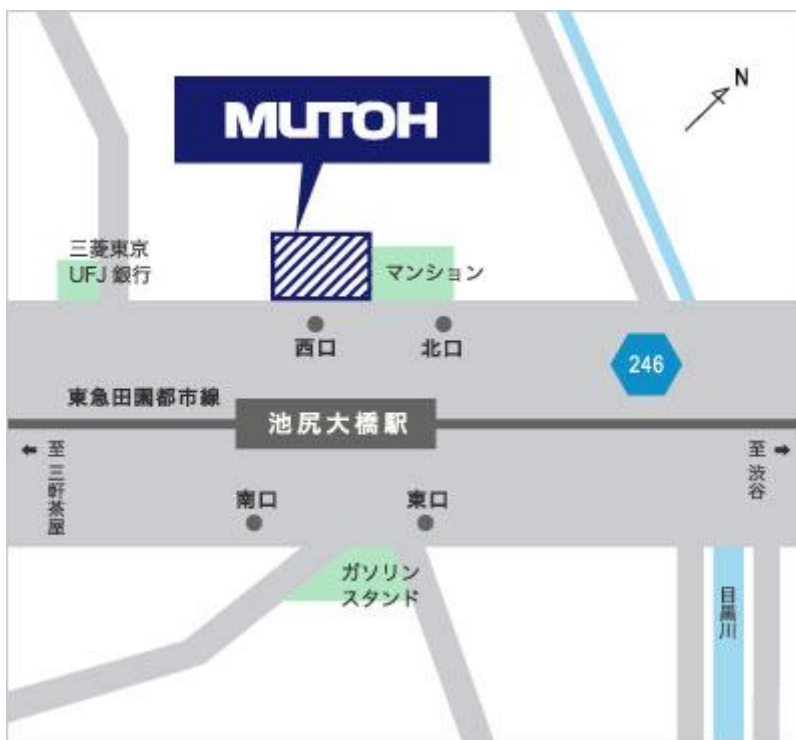 MUTOH
N
三菱東京
UFJ 銀行
マンション
西口
北口
246
東急田園都市線
池尻大橋駅
← 至 三軒茶屋
至 → 渋谷
南口
東口
ガソリン
スタンド
目黒川